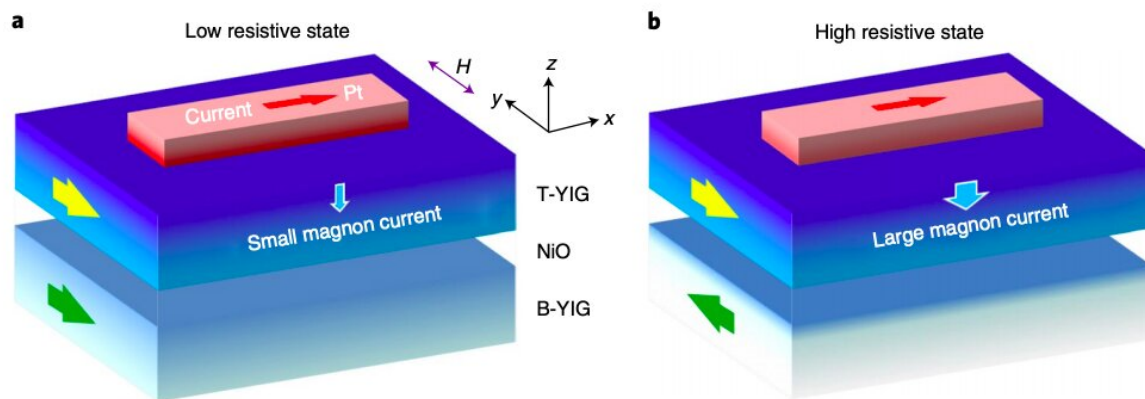 a
Low resistive state
H
z
y
x
Current
Pt
T-YIG
Small magnon current
NiO
B-YIG
b
High resistive state
Large magnon current